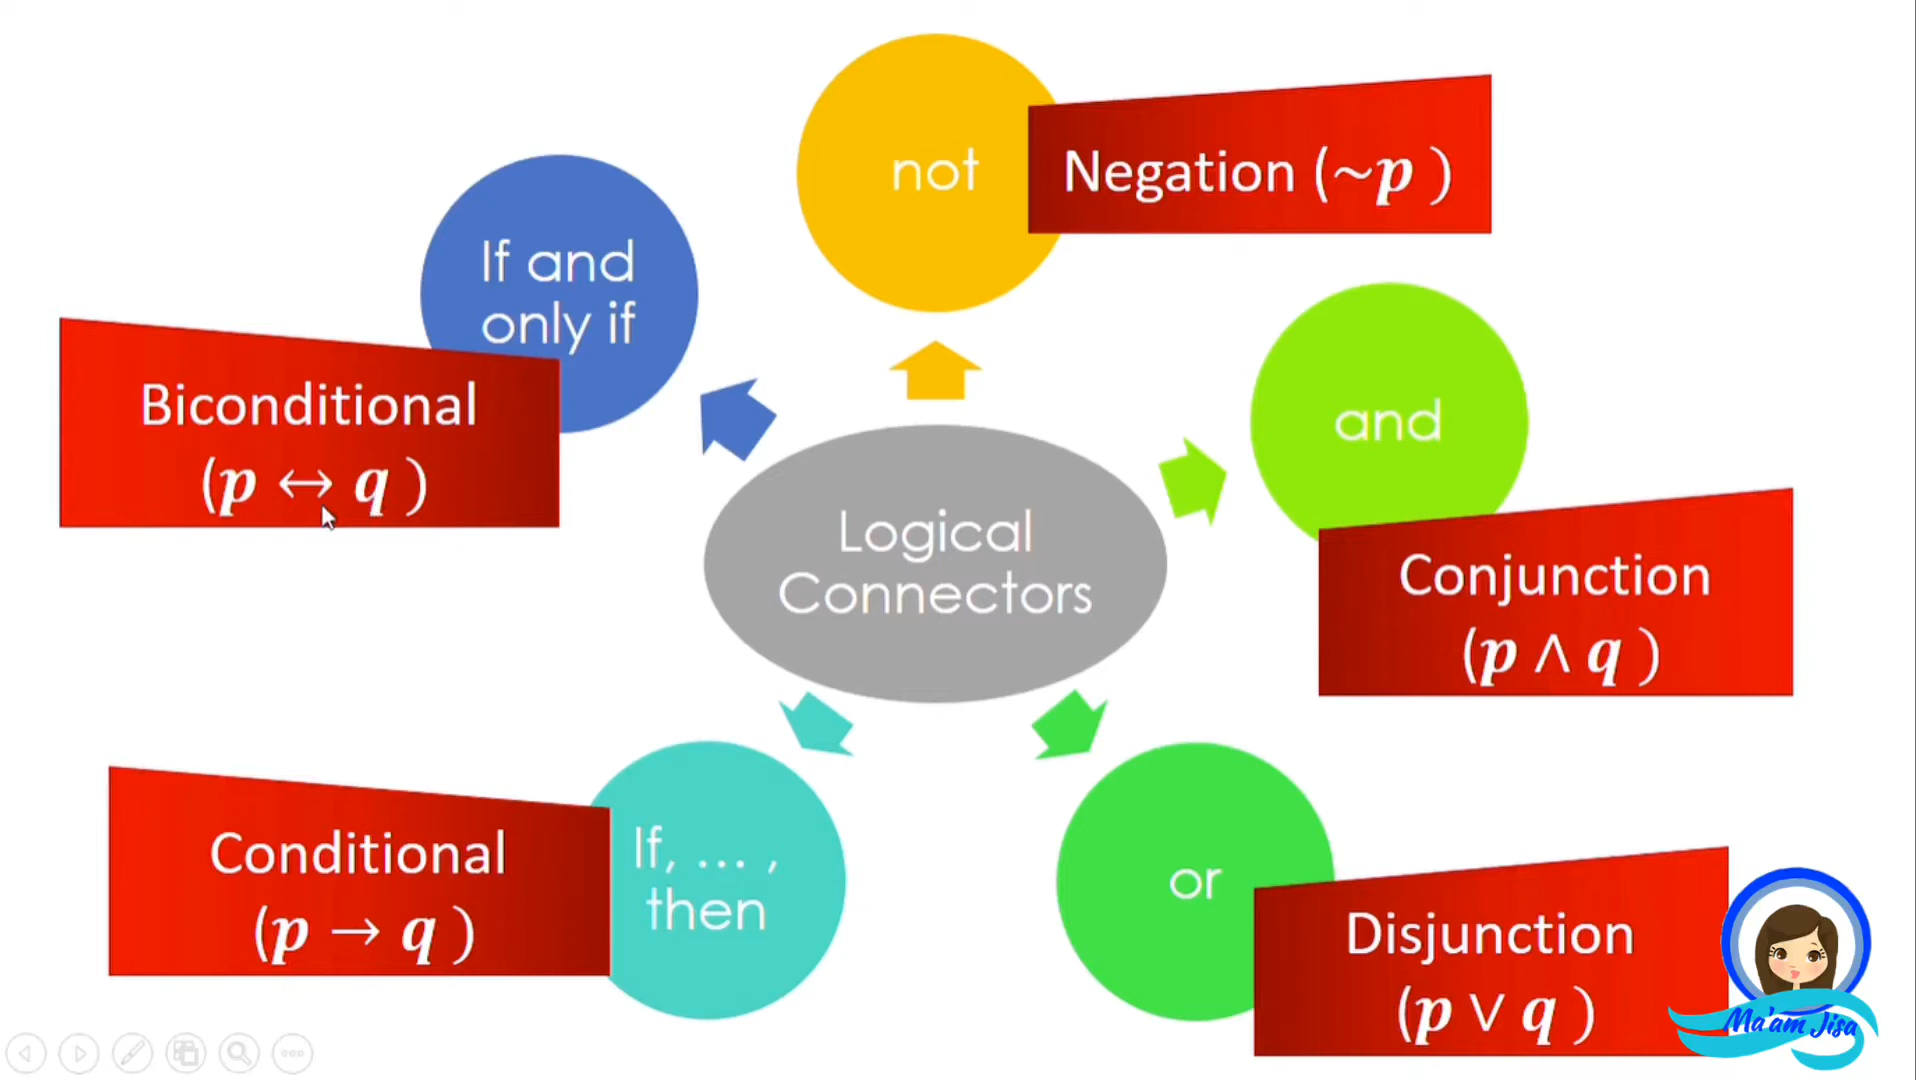 not
Negation (~p )
If and
only if
Biconditional
(p ↔ q )
and
Conjunction
(p ∧ q )
Logical
Connectors
If, ... ,
then
Conditional
(p → q )
or
Disjunction
(p ∨ q )
Ma'am Jisa